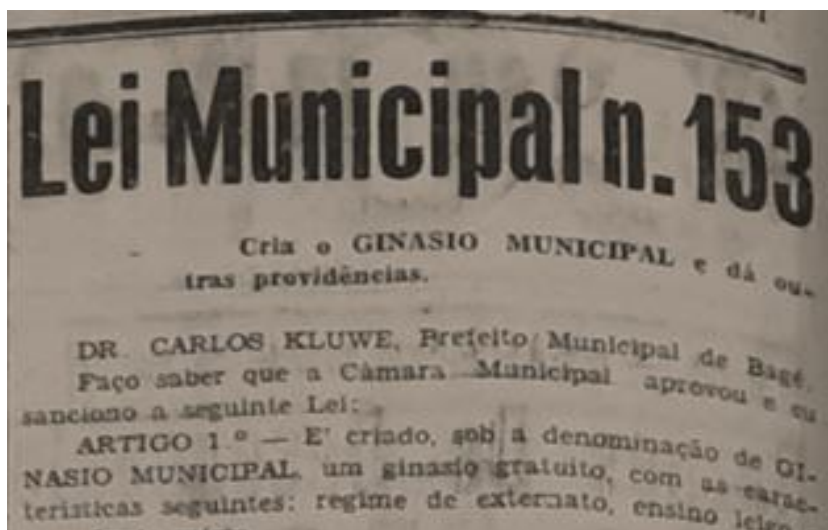 Lei Municipal n. 153
Cria o GINASIO MUNICIPAL e dá ou-
tras providências.
DR. CARLOS KLUWE, Prefeito Municipal de Bagé,
Faço saber que a Câmara Municipal aprovou e eu
sanciono a seguinte Lei:
ARTIGO 1.º — E' criado, sob a denominação de GI-
NASIO MUNICIPAL, um ginasio gratuito, com as carac-
teristicas seguintes: regime de externato, ensino